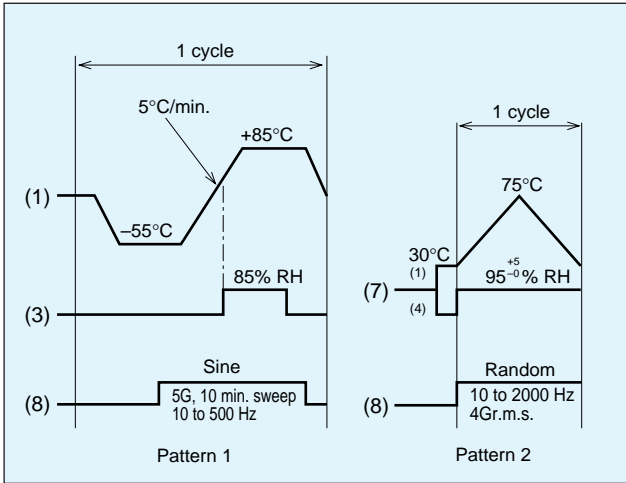 1 cycle
5°C/min.
+85°C
(1)
–55°C
85% RH
(3)
Sine
5G, 10 min. sweep
10 to 500 Hz
(8)
Pattern 1
1 cycle
75°C
30°C
(1)
(7)
(4)
95 +5 –0 % RH
Random
10 to 2000 Hz
4Gr.m.s.
(8)
Pattern 2